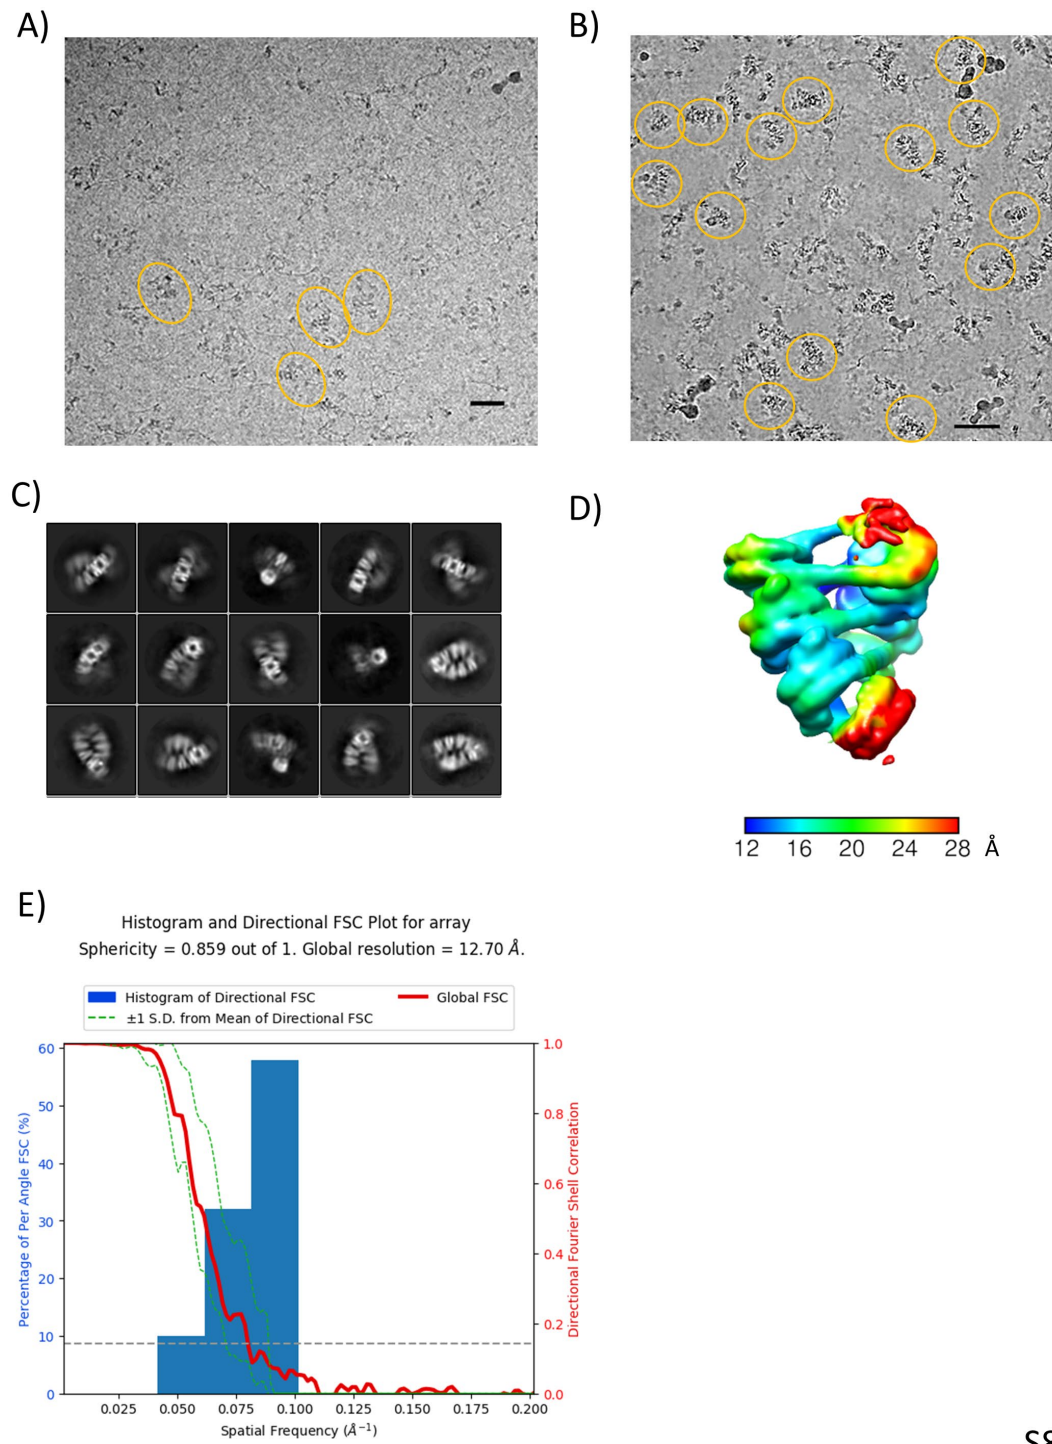 A)
B)
C)
D)
12 16 20 24 28 Å
E)
Histogram and Directional FSC Plot for array
Sphericity = 0.859 out of 1. Global resolution = 12.70 Å.
Histogram of Directional FSC
Global FSC
±1 S.D. from Mean of Directional FSC
Percentage of Per Angle FSC (%)
60
50
40
30
20
10
0
1.0
0.8
0.6
0.4
0.2
0.0
Directional Fourier Shell Correlation
0.025 0.050 0.075 0.100 0.125 0.150 0.175 0.200
Spatial Frequency (Å⁻¹)